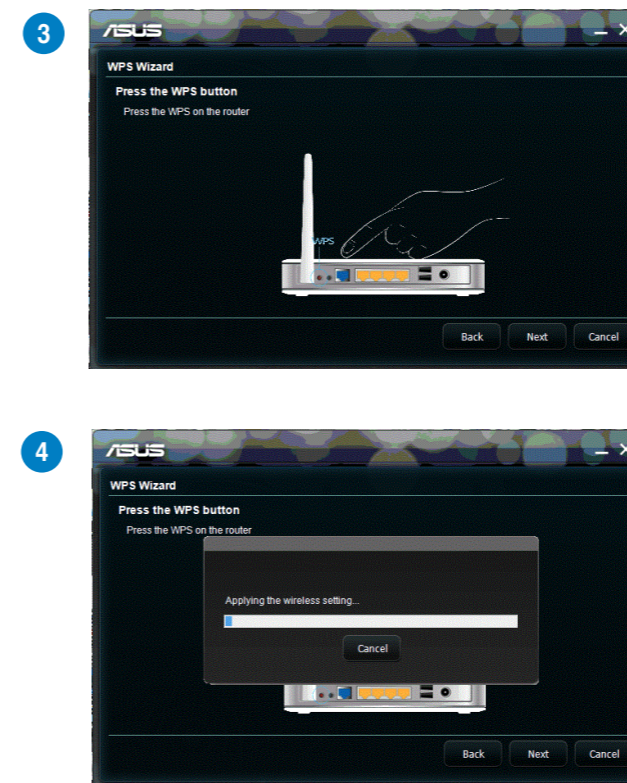 3
ASUS
WPS Wizard
Press the WPS button
Press the WPS on the router
WPS
Back Next Cancel
4
ASUS
WPS Wizard
Press the WPS button
Press the WPS on the router
Applying the wireless setting...
Cancel
Back Next Cancel